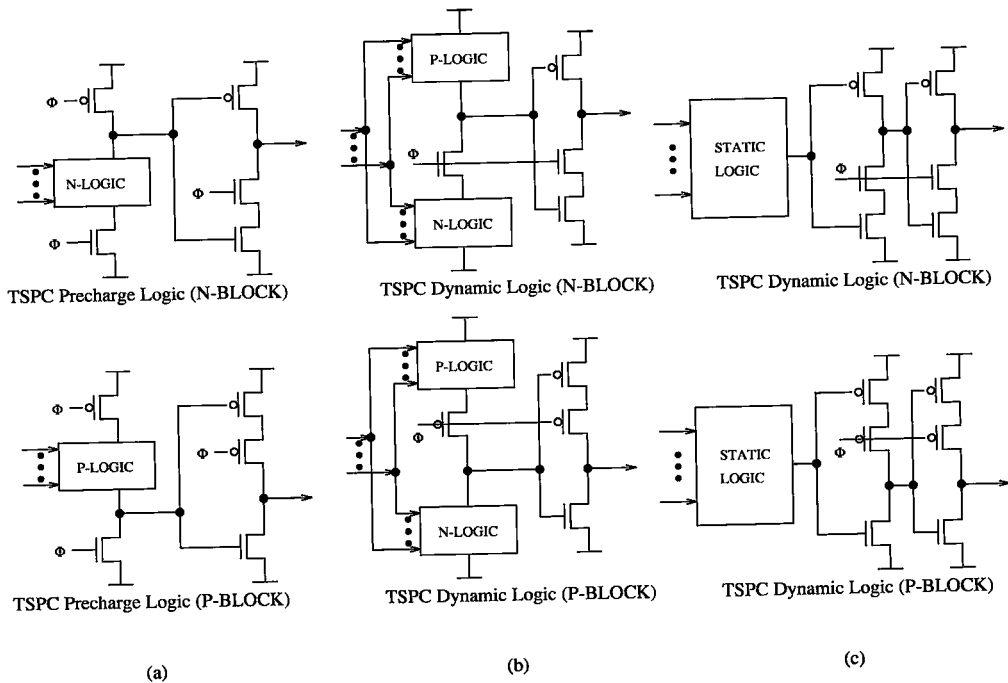 P-LOGIC
Φ
Φ
N-LOGIC
Φ
Φ
N-LOGIC
STATIC
LOGIC
Φ
TSPC Precharge Logic (N-BLOCK)
TSPC Dynamic Logic (N-BLOCK)
TSPC Dynamic Logic (N-BLOCK)
P-LOGIC
Φ
P-LOGIC
Φ
Φ
Φ
N-LOGIC
STATIC
LOGIC
Φ
TSPC Precharge Logic (P-BLOCK)
TSPC Dynamic Logic (P-BLOCK)
TSPC Dynamic Logic (P-BLOCK)
(a)
(b)
(c)